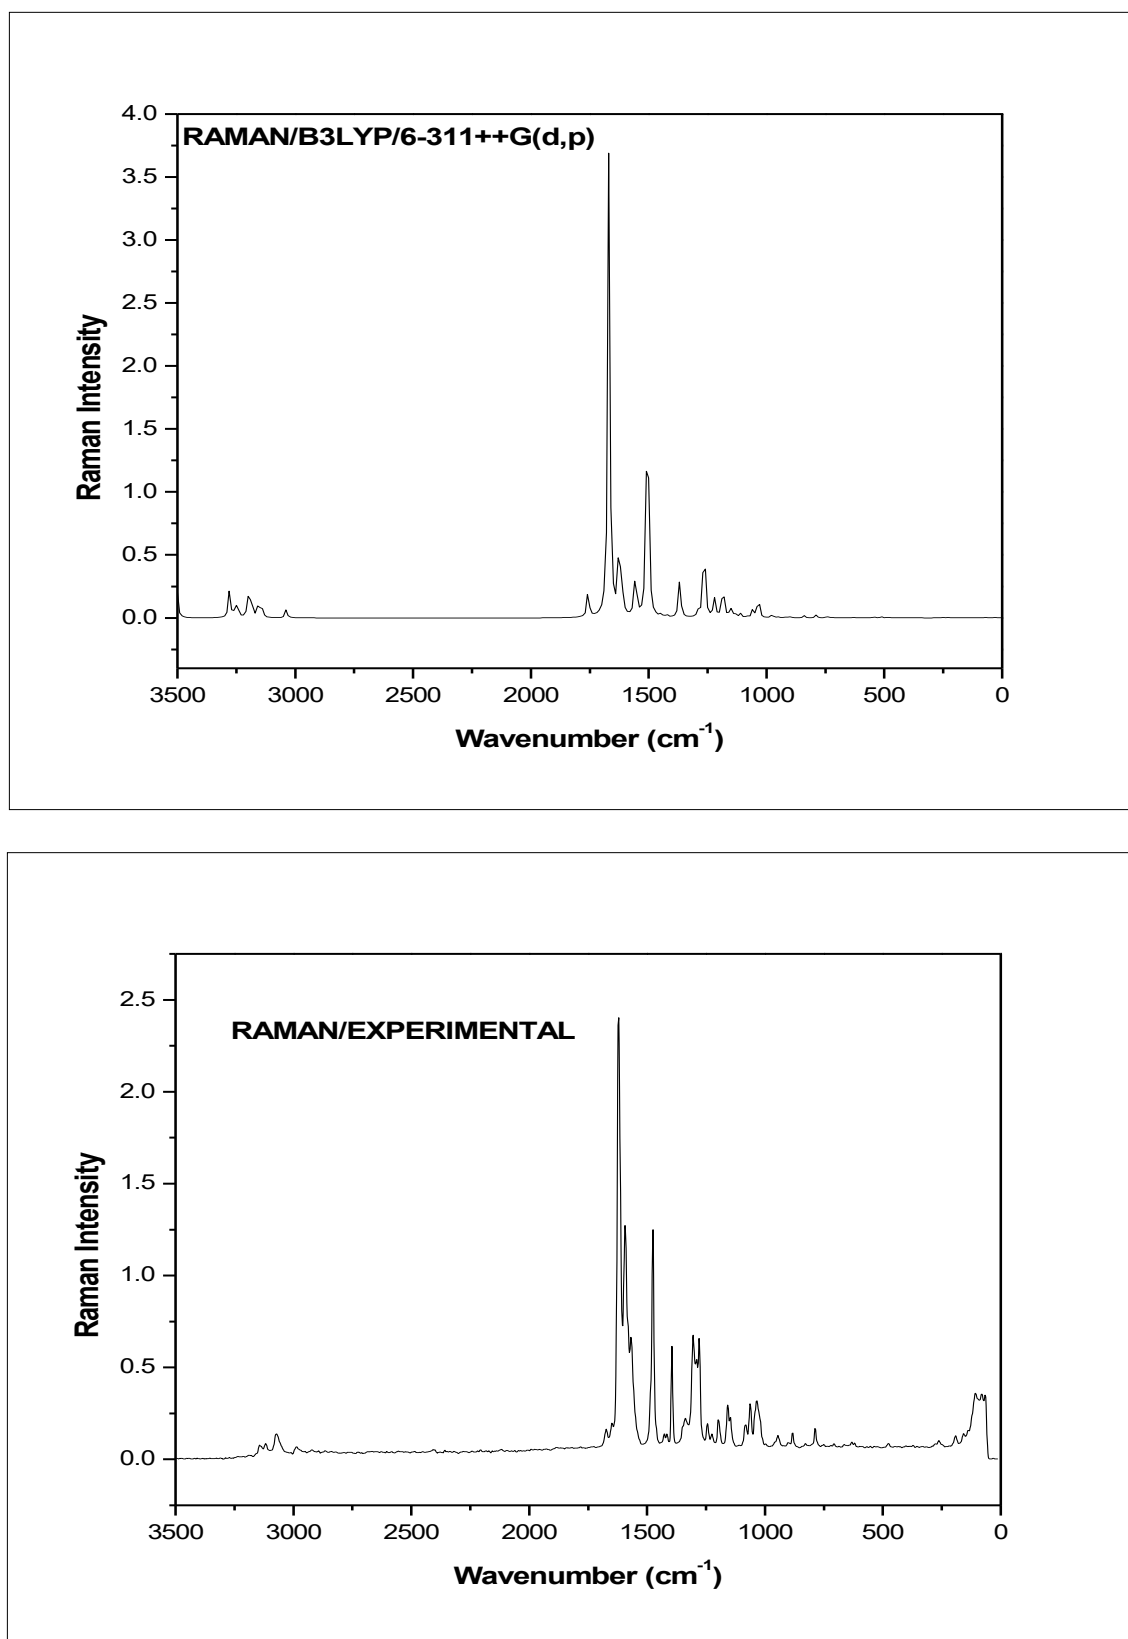 4.0
RAMAN/B3LYP/6-311++G(d,p)
3.5
3.0
2.5
2.0
1.5
1.0
0.5
0.0
Raman Intensity
3500 3000 2500 2000 1500 1000 500 0
Wavenumber (cm⁻¹)
2.5
RAMAN/EXPERIMENTAL
2.0
1.5
1.0
0.5
0.0
Raman Intensity
3500 3000 2500 2000 1500 1000 500 0
Wavenumber (cm⁻¹)